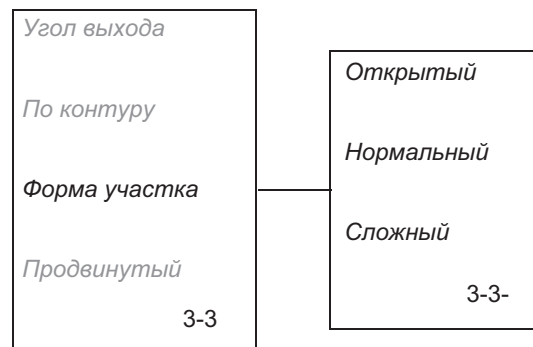 Угол выхода
По контуру
Форма участка
Продвинутый
3-3
Открытый
Нормальный
Сложный
3-3-